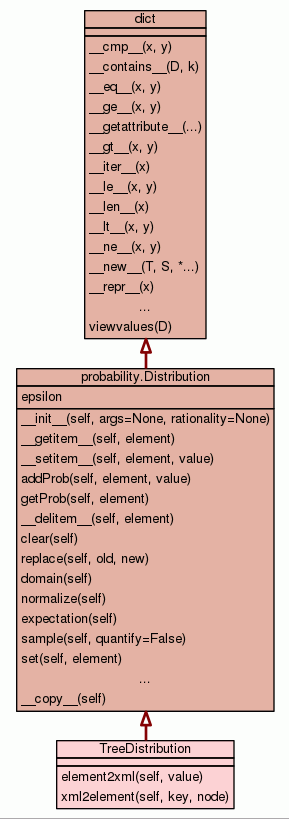 dict
__cmp__(x, y)
__contains__(D, k)
__eq__(x, y)
__ge__(x, y)
__getattribute__(...)
__gt__(x, y)
__iter__(x)
__le__(x, y)
__len__(x)
__lt__(x, y)
__ne__(x, y)
__new__(T, S, *...)
__repr__(x)
...
viewvalues(D)
probability.Distribution
epsilon
__init__(self, args=None, rationality=None)
__getitem__(self, element)
__setitem__(self, element, value)
addProb(self, element, value)
getProb(self, element)
__delitem__(self, element)
clear(self)
replace(self, old, new)
domain(self)
normalize(self)
expectation(self)
sample(self, quantify=False)
set(self, element)
...
__copy__(self)
TreeDistribution
element2xml(self, value)
xml2element(self, key, node)